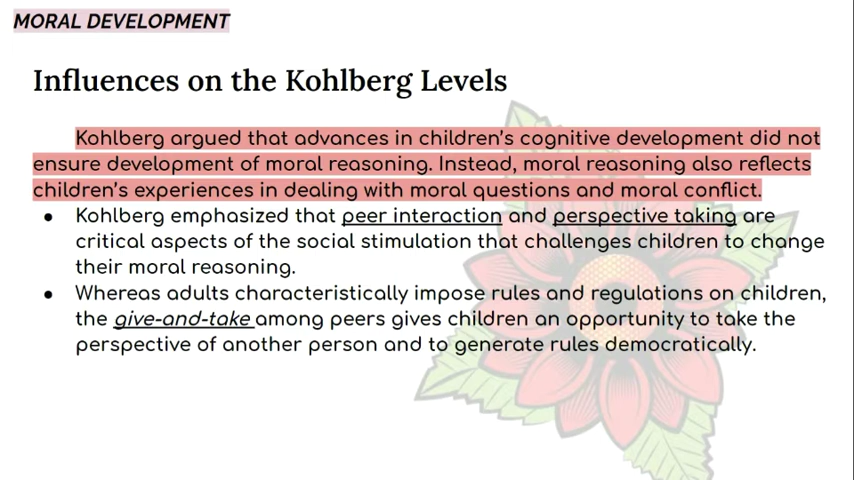 MORAL DEVELOPMENT
Influences on the Kohlberg Levels
Kohlberg argued that advances in children's cognitive development did not
ensure development of moral reasoning. Instead, moral reasoning also reflects
children's experiences in dealing with moral questions and moral conflict.
● Kohlberg emphasized that peer interaction and perspective taking are
critical aspects of the social stimulation that challenges children to change
their moral reasoning.
● Whereas adults characteristically impose rules and regulations on children,
the give-and-take among peers gives children an opportunity to take the
perspective of another person and to generate rules democratically.